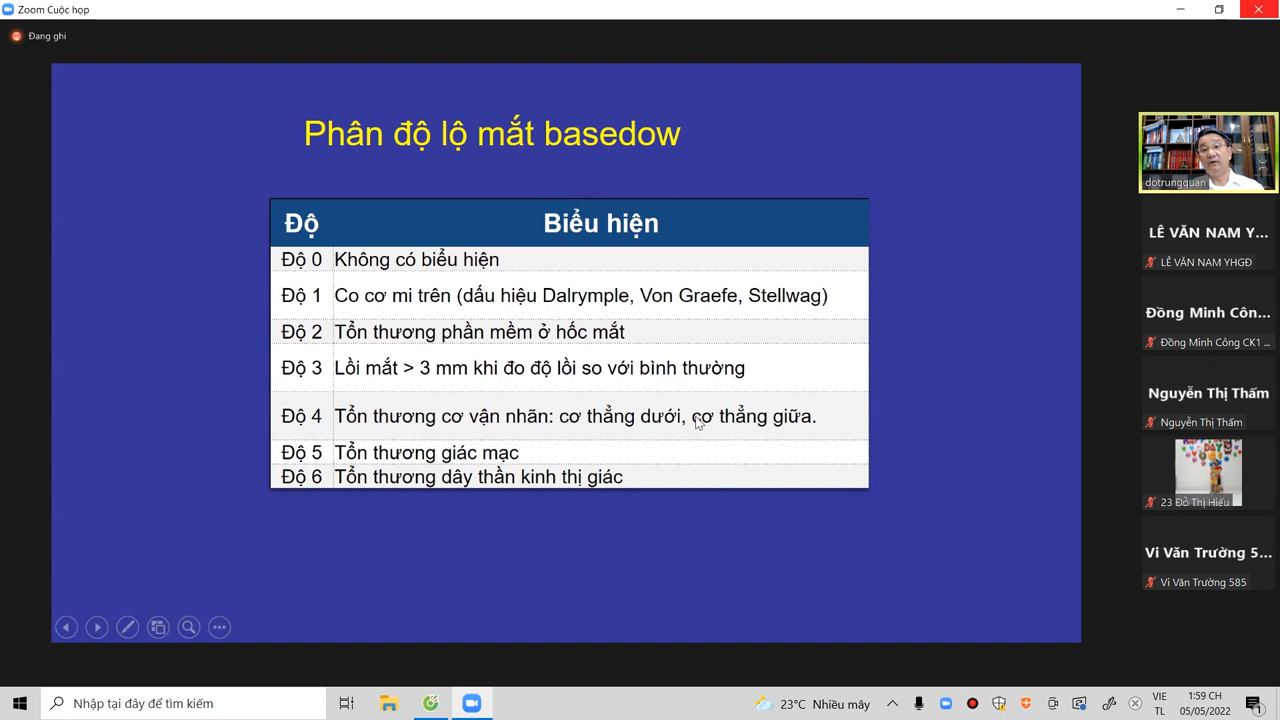 Zoom Cuộc họp
Đang ghi
Phân độ lộ mắt basedow
Độ Biểu hiện
Độ 0 Không có biểu hiện
Độ 1 Co cơ mi trên (dấu hiệu Dalrymple, Von Graefe, Stellwag)
Độ 2 Tổn thương phần mềm ở hốc mắt
Độ 3 Lồi mắt > 3 mm khi đo độ lồi so với bình thường
Độ 4 Tổn thương cơ vận nhãn: cơ thẳng dưới, cơ thẳng giữa.
Độ 5 Tổn thương giác mạc
Độ 6 Tổn thương dây thần kinh thị giác
dotrungquan
LÊ VĂN NAM Y...
LÊ VĂN NAM YHGĐ
Đồng Minh Côn...
Đồng Minh Công CK1 ...
Nguyễn Thị Thấm
Nguyễn Thị Thấm
23 Đỗ Thị Hiếu
Vi Văn Trường 5...
Vi Văn Trường 585
Nhập tại đây để tìm kiếm
23°C Nhiều mây
VIE
TL
1:59 CH
05/05/2022
1